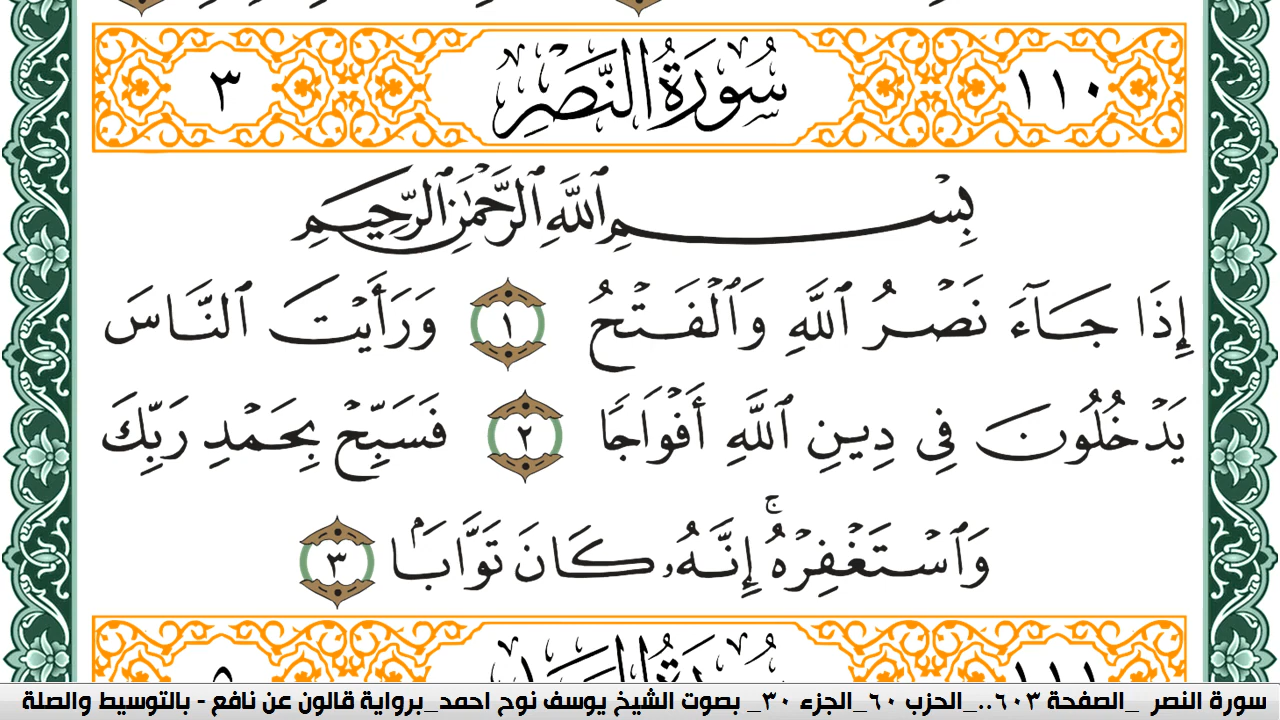 ١١٠ سُورَةُ النَّصْرِ ٣
بِسْمِ ٱللَّهِ ٱلرَّحْمَٰنِ ٱلرَّحِيمِ
إِذَا جَآءَ نَصْرُ ٱللَّهِ وَٱلْفَتْحُ ١ وَرَأَيْتَ ٱلنَّاسَ
يَدْخُلُونَ فِي دِينِ ٱللَّهِ أَفْوَاجًا ٢ فَسَبِّحْ بِحَمْدِ رَبِّكَ
وَٱسْتَغْفِرْهُۚ إِنَّهُۥ كَانَ تَوَّابَۢا ٣
سورة النصر _الصفحة ٦٠٣.._الحزب ٦٠_الجزء ٣٠_ بصوت الشيخ يوسف نوح احمد_برواية قالون عن نافع - بالتوسيط والصلة